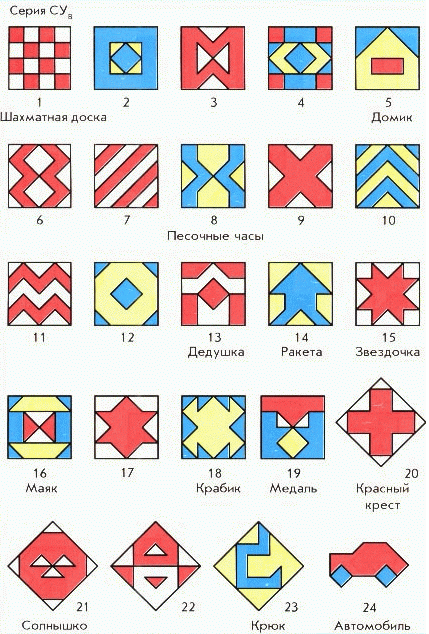 Серия СУв
1 2 3 4 5
Шахматная доска Домик
6 7 8 9 10
Песочные часы
11 12 13 14 15
Дедушка Ракета Звездочка
16 17 18 19 20
Маяк Крабик Медаль Красный
крест
21 22 23 24
Солнышко Крюк Автомобиль